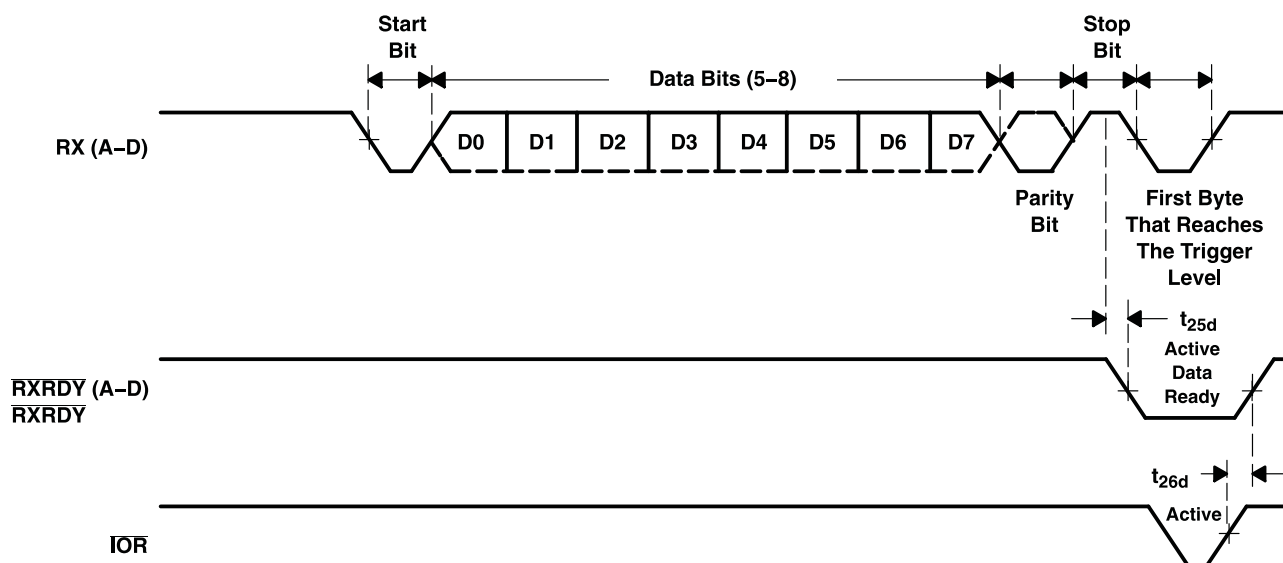 Start
Bit
Stop
Bit
Data Bits (5–8)
RX (A–D)
D0 D1 D2 D3 D4 D5 D6 D7
Parity
Bit
First Byte
That Reaches
The Trigger
Level
t25d
Active
Data
Ready
RXRDY (A–D)
RXRDY
t26d
Active
IOR